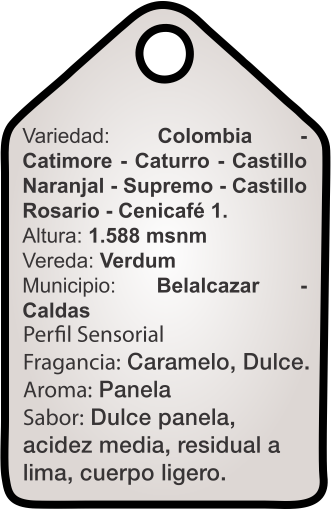 Variedad: Colombia -
Catimore - Caturro - Castillo
Naranjal - Supremo - Castillo
Rosario - Cenicafé 1.
Altura: 1.588 msnm
Vereda: Verdum
Municipio: Belalcazar -
Caldas
Perfil Sensorial
Fragancia: Caramelo, Dulce.
Aroma: Panela
Sabor: Dulce panela,
acidez media, residual a
lima, cuerpo ligero.